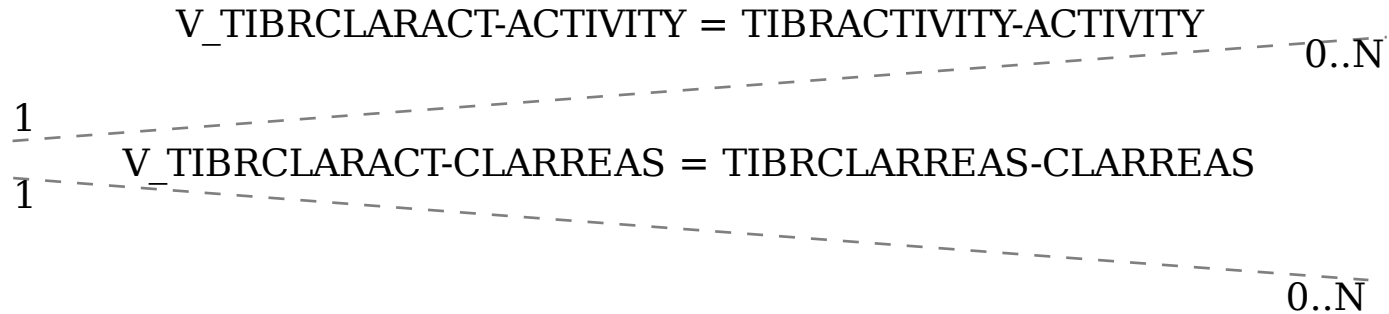 V_TIBRCLARACT-ACTIVITY = TIBRACTIVITY-ACTIVITY
0..N
1
V_TIBRCLARACT-CLARREAS = TIBRCLARREAS-CLARREAS
1
0..N